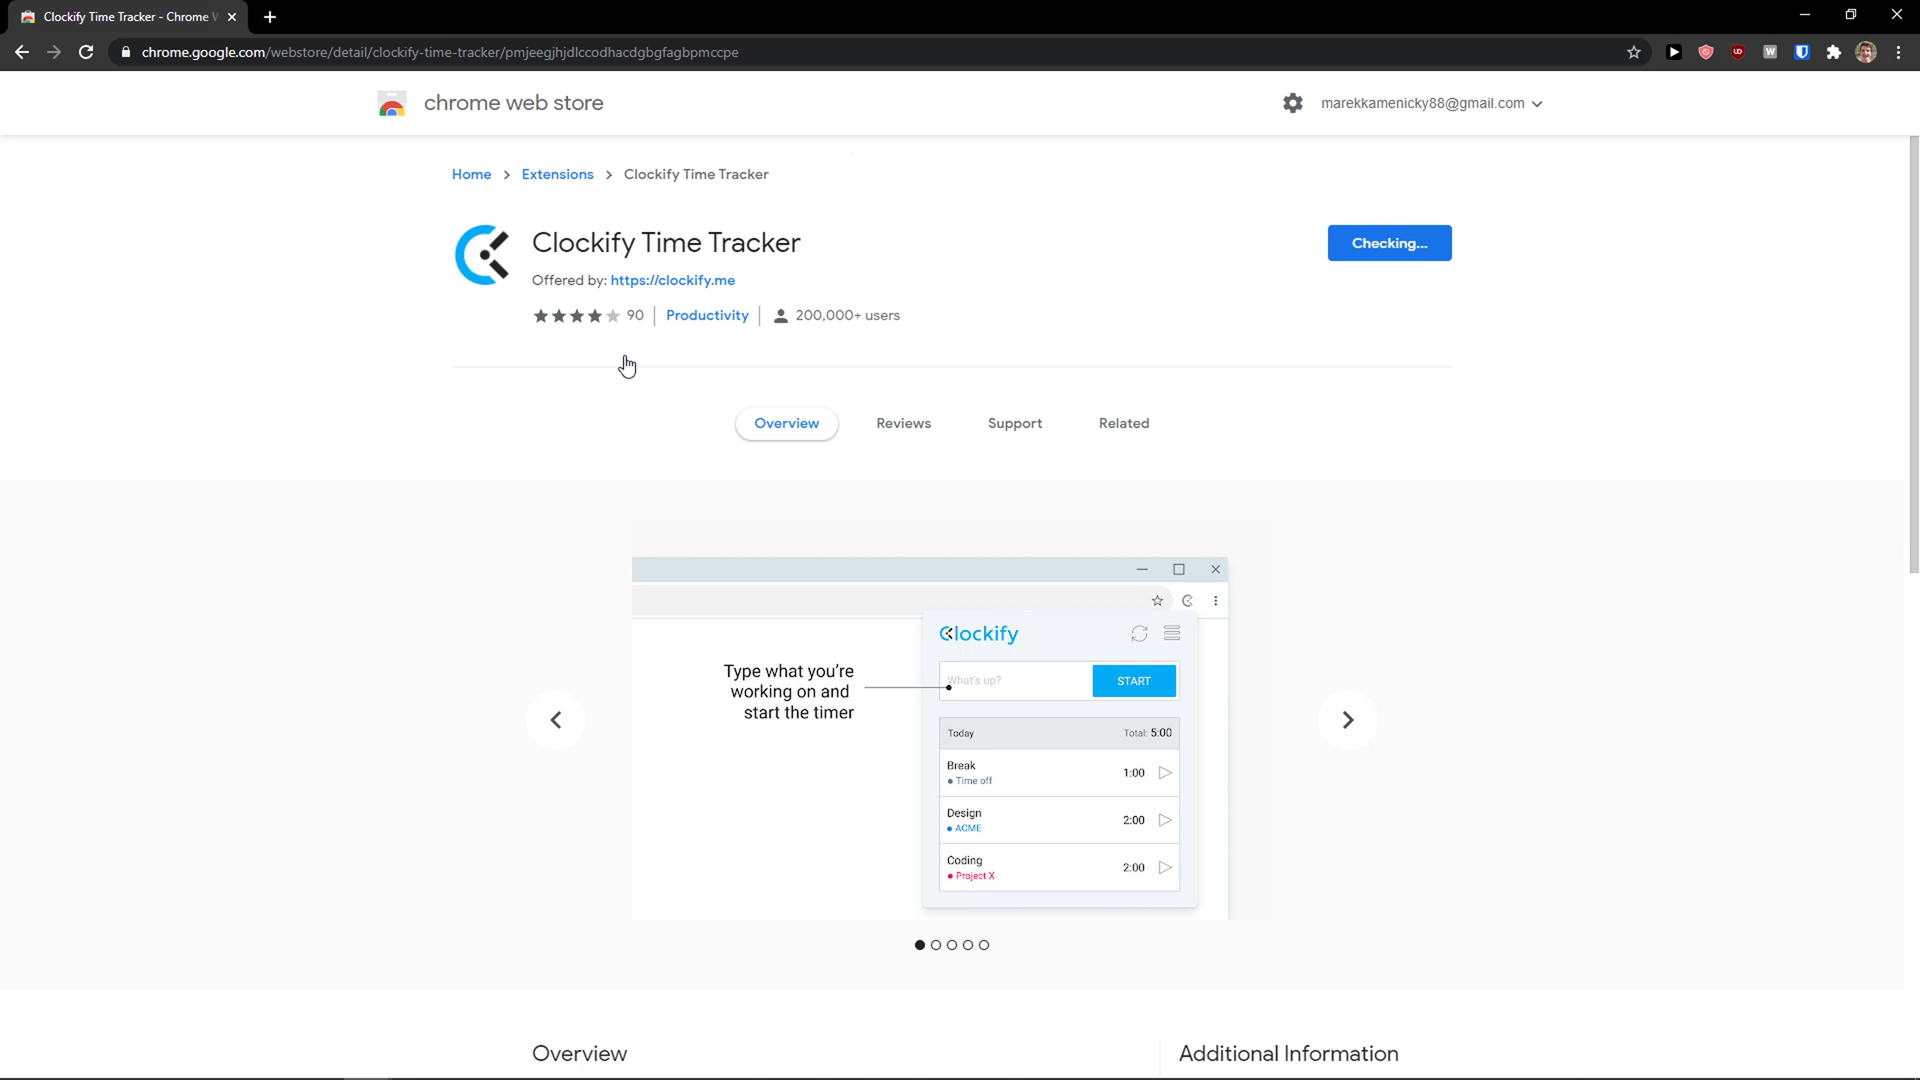 Clockify Time Tracker - Chrome W
chrome.google.com/webstore/detail/clockify-time-tracker/pmjeegjhjdlccodhacdgbgfagbpmccpe
chrome web store
marekkamenicky88@gmail.com
Home > Extensions > Clockify Time Tracker
Clockify Time Tracker
Checking...
Offered by: https://clockify.me
90 | Productivity | 200,000+ users
Overview
Reviews
Support
Related
Clockify
Type what you're
working on and
start the timer
What's up?
START
Today Total: 5:00
Break
Time off
1:00
Design
ACME
2:00
Coding
Project X
2:00
Overview
Additional Information